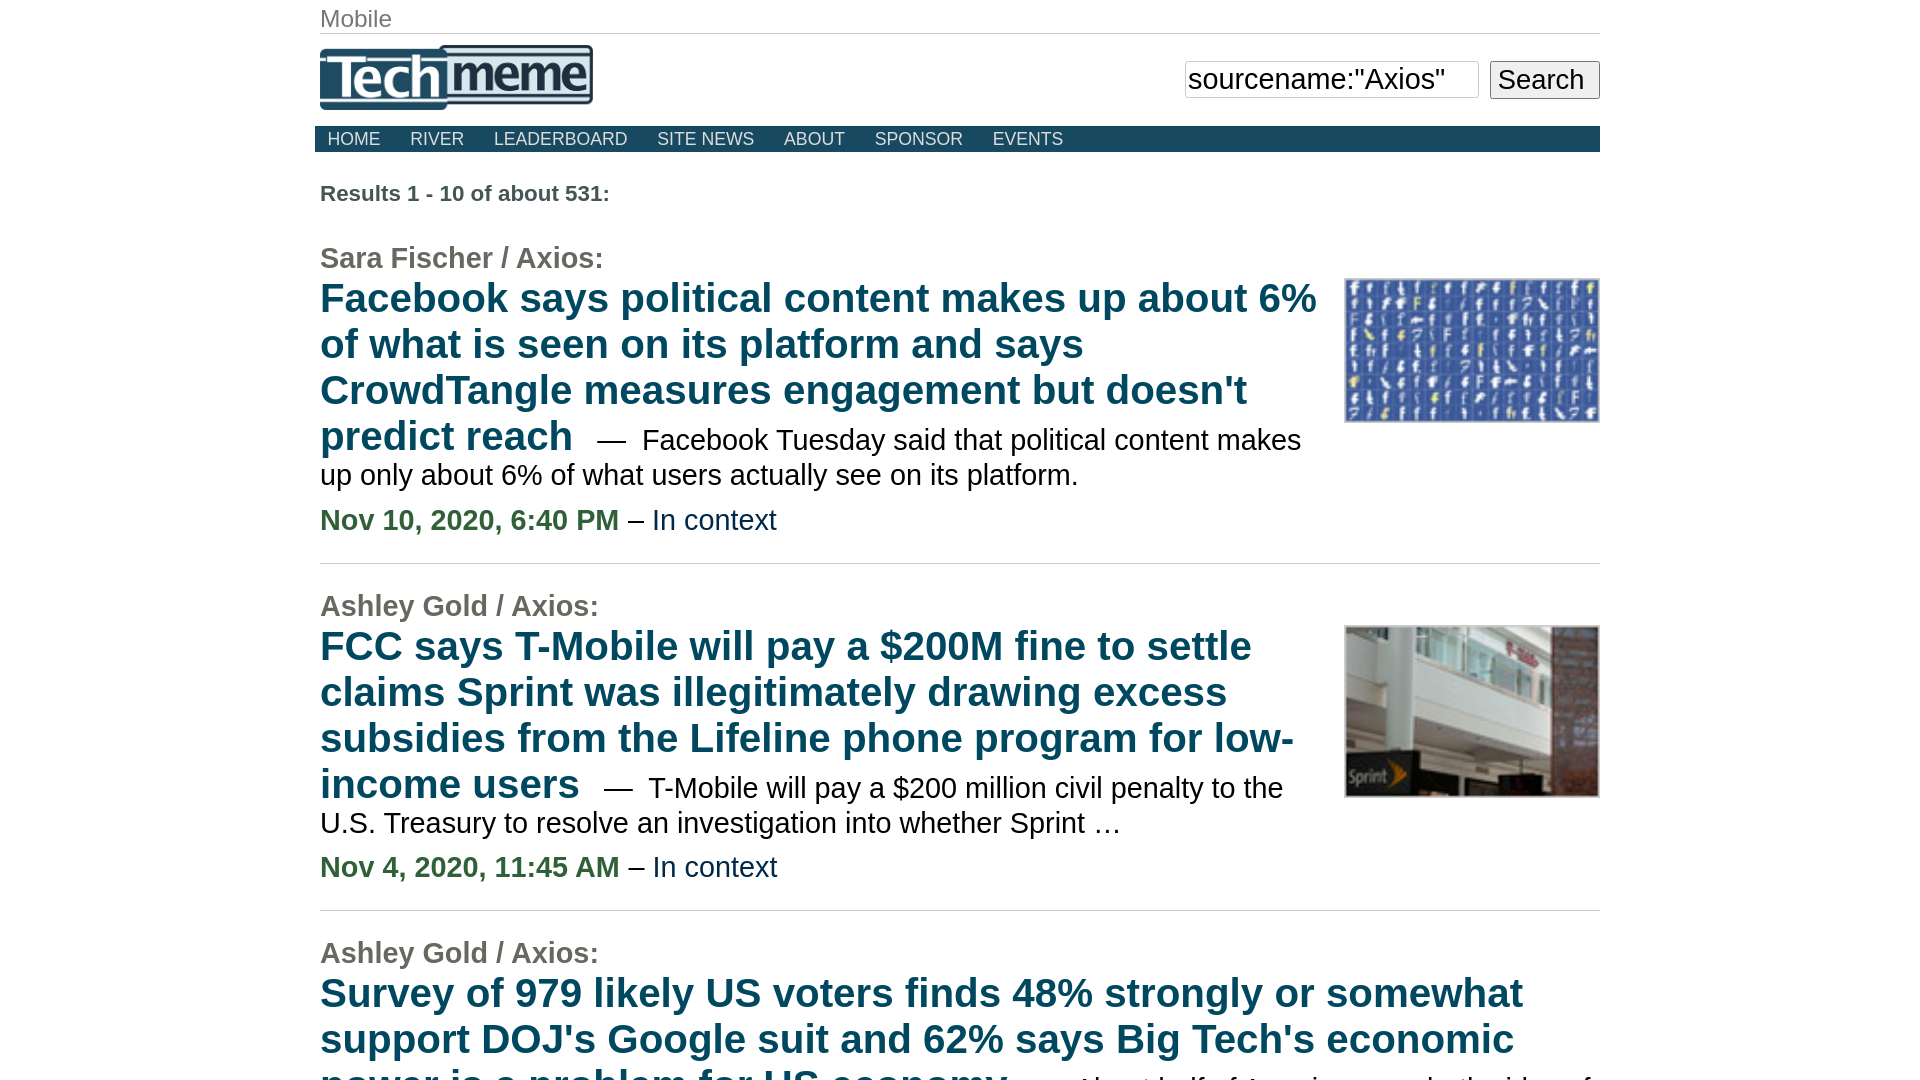 Mobile
Techmeme
sourcename:"Axios" Search
HOME RIVER LEADERBOARD SITE NEWS ABOUT SPONSOR EVENTS
Results 1 - 10 of about 531:
Sara Fischer / Axios:
Facebook says political content makes up about 6%
of what is seen on its platform and says
CrowdTangle measures engagement but doesn't
predict reach — Facebook Tuesday said that political content makes
up only about 6% of what users actually see on its platform.
Nov 10, 2020, 6:40 PM – In context
Ashley Gold / Axios:
FCC says T-Mobile will pay a $200M fine to settle
claims Sprint was illegitimately drawing excess
subsidies from the Lifeline phone program for low-
income users — T-Mobile will pay a $200 million civil penalty to the
U.S. Treasury to resolve an investigation into whether Sprint …
Sprint
Nov 4, 2020, 11:45 AM – In context
Ashley Gold / Axios:
Survey of 979 likely US voters finds 48% strongly or somewhat
support DOJ's Google suit and 62% says Big Tech's economic
power is a problem for US economy